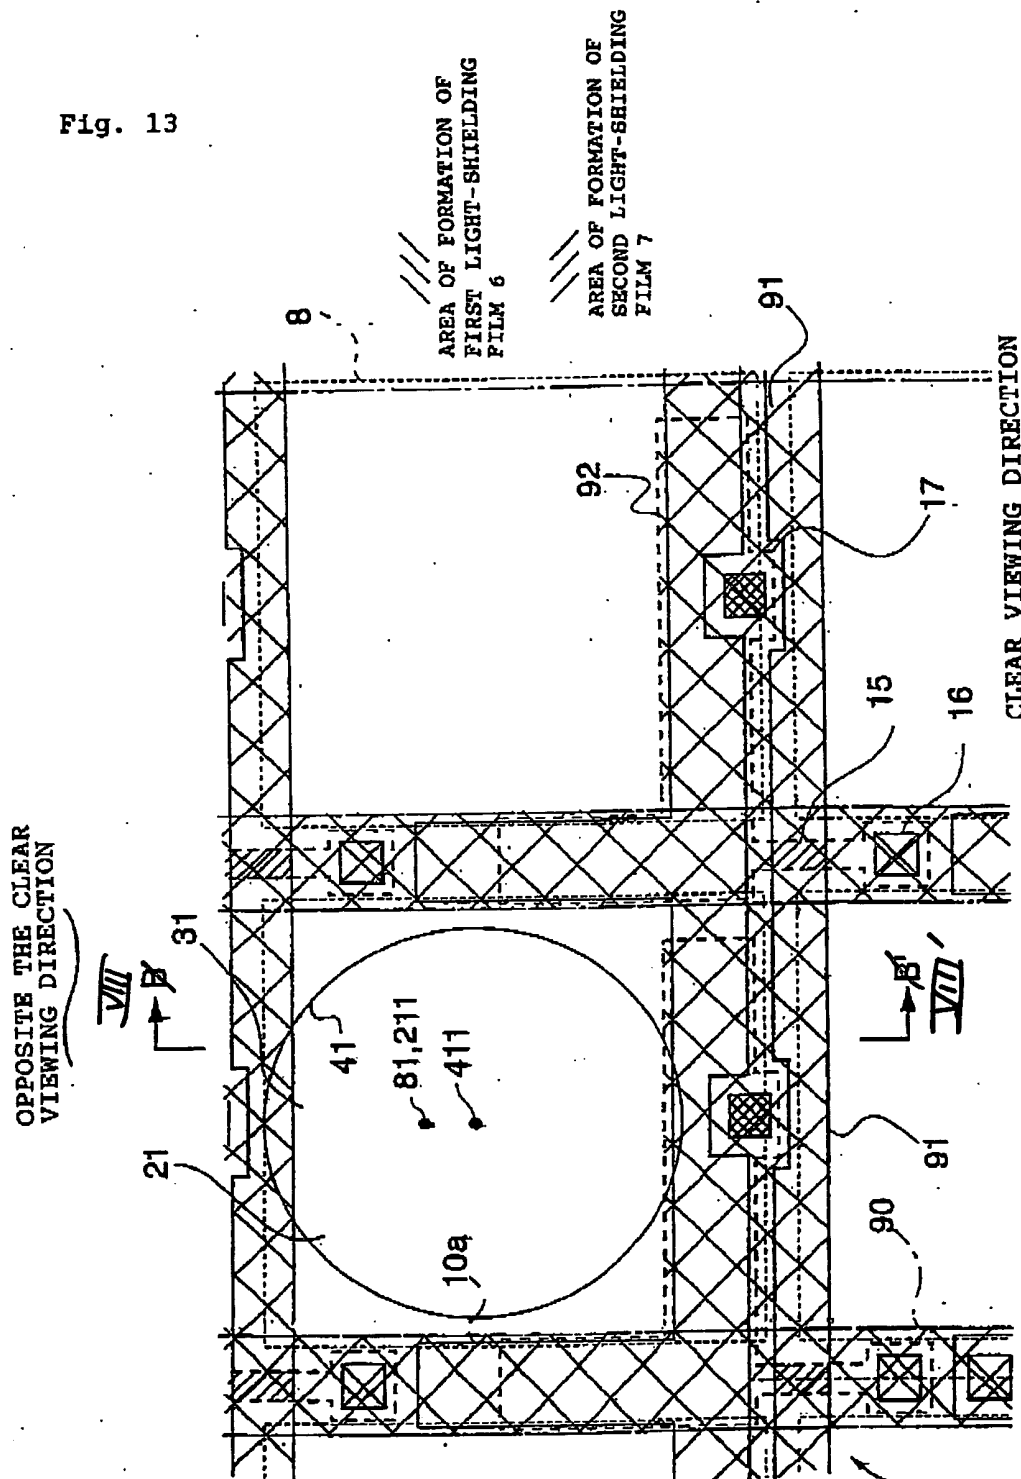 Fig. 13
AREA OF FORMATION OF
FIRST LIGHT-SHIELDING
FILM 6
AREA OF FORMATION OF
SECOND LIGHT-SHIELDING
FILM 7
8
91
92
17
CLEAR VIEWING DIRECTION
15
16
OPPOSITE THE CLEAR
VIEWING DIRECTION
31
VIII
B
41
81,211
411
B'
VIII'
21
10a
91
90